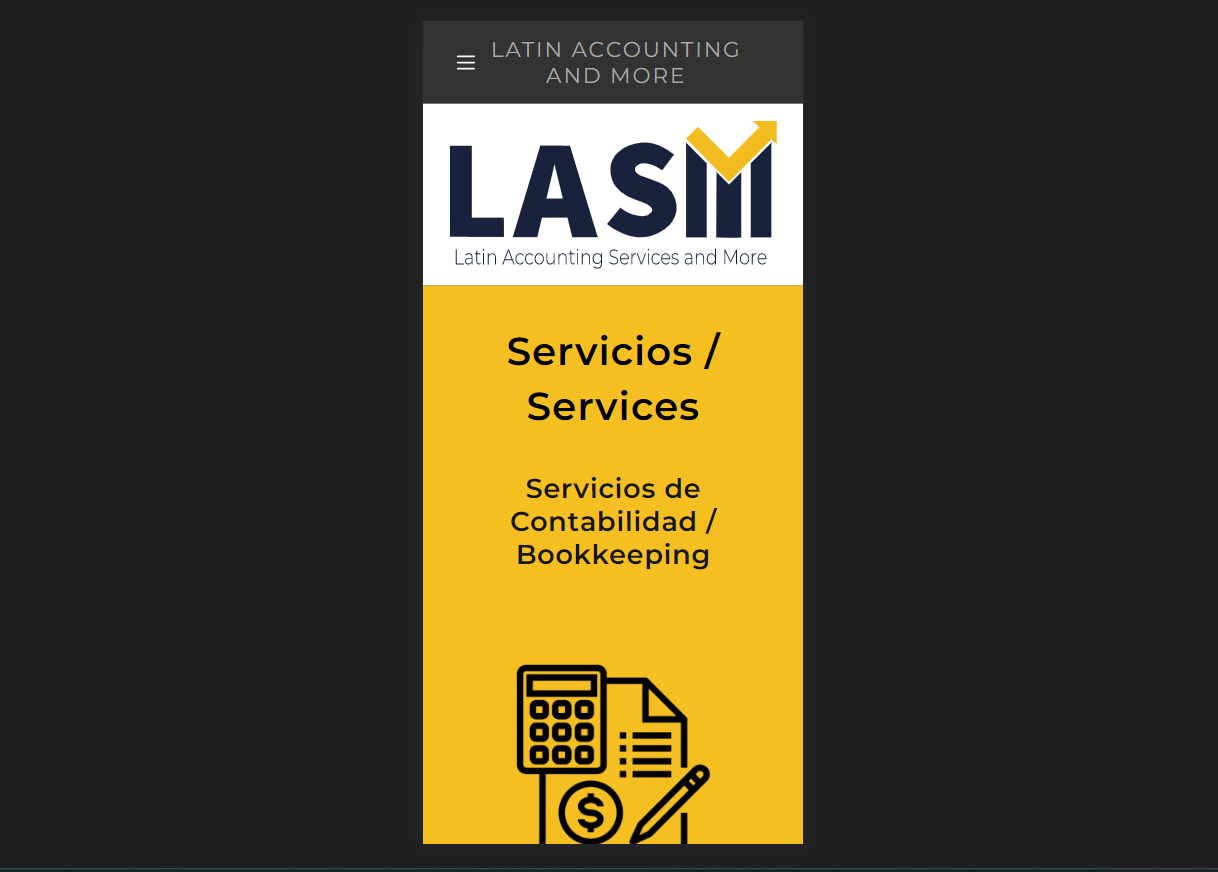 LATIN ACCOUNTING
AND MORE
LASM
Latin Accounting Services and More
Servicios /
Services
Servicios de
Contabilidad /
Bookkeeping
$